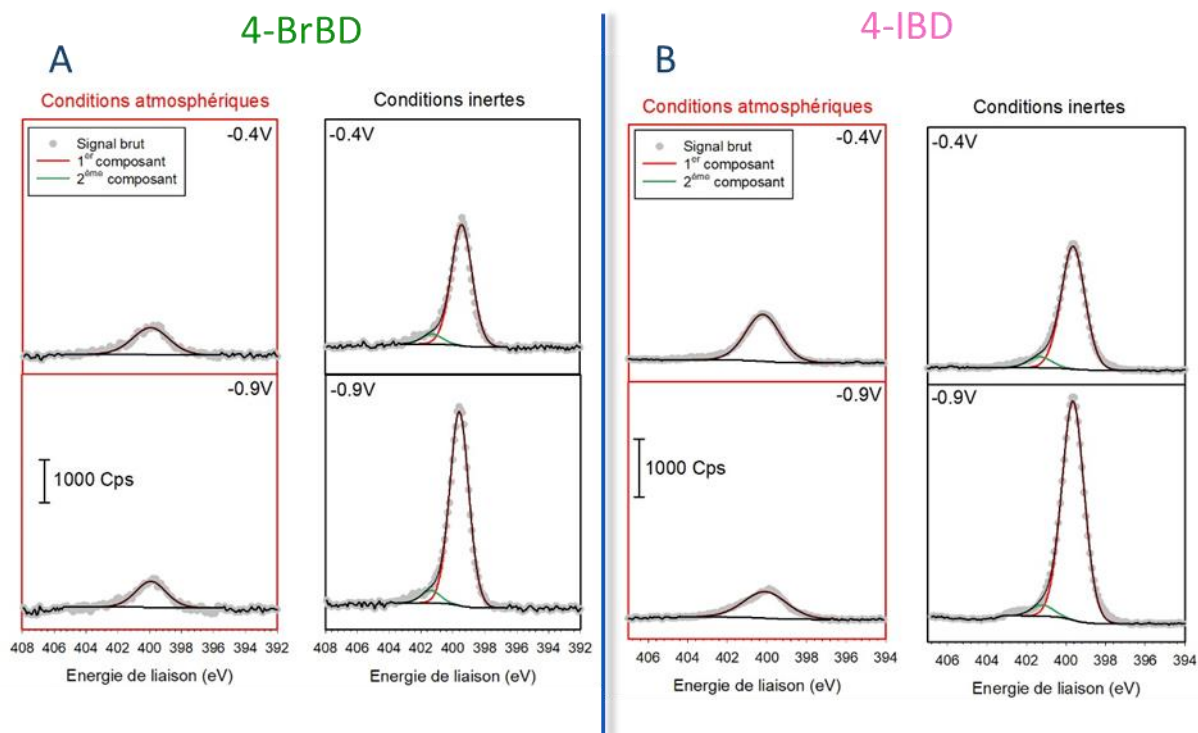 4-BrBD
A
Conditions atmosphériques
Conditions inertes
-0.4V
Signal brut
1er composant
2ème composant
-0.4V
-0.9V
1000 Cps
-0.9V
408 406 404 402 400 398 396 394 392
408 406 404 402 400 398 396 394 392
Energie de liaison (eV)
Energie de liaison (eV)
4-IBD
B
Conditions atmosphériques
Conditions inertes
-0.4V
Signal brut
1er composant
2ème composant
-0.4V
-0.9V
1000 Cps
-0.9V
406 404 402 400 398 396 394
406 404 402 400 398 396 394
Energie de liaison (eV)
Energie de liaison (eV)